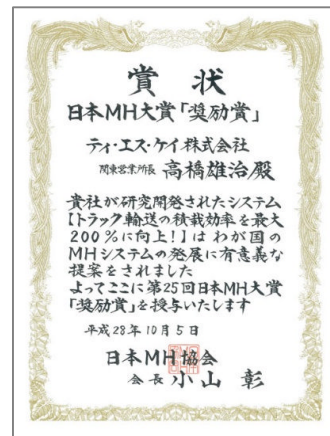 賞状
日本MH大賞「奨励賞」
ティ・エス・ケイ株式会社
関東営業所長 高橋雄治殿
貴社が研究開発されたシステム
【トラック輸送の積載効率を最大
200%に向上!】はわが国の
MHシステムの発展に有意義な
提案をされました
よってここに第25回日本MH大賞
「奨励賞」を授与いたします
平成28年10月5日
日本MH協会
会長 小山 彰